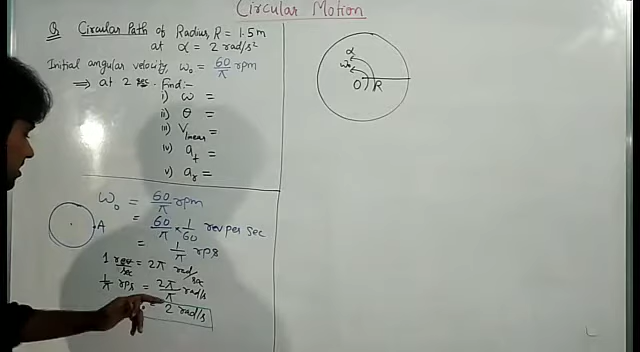 Circular Motion
Q. Circular Path of Radius, R = 1.5m
at α = 2 rad/s²
Initial angular velocity, ω₀ = 60/π rpm
⇒ at 2 sec. Find:-
i) ω =
ii) θ =
iii) V linear =
iv) a_t =
v) a_r =
α
ω₀
O R
ω₀ = 60/π rpm
A
= 60/π × 1/60 rev per sec
= 1/π rps
1 rev/sec = 2π rad/sec
1/π rps = 2π/π rad/s
= 2 rad/s